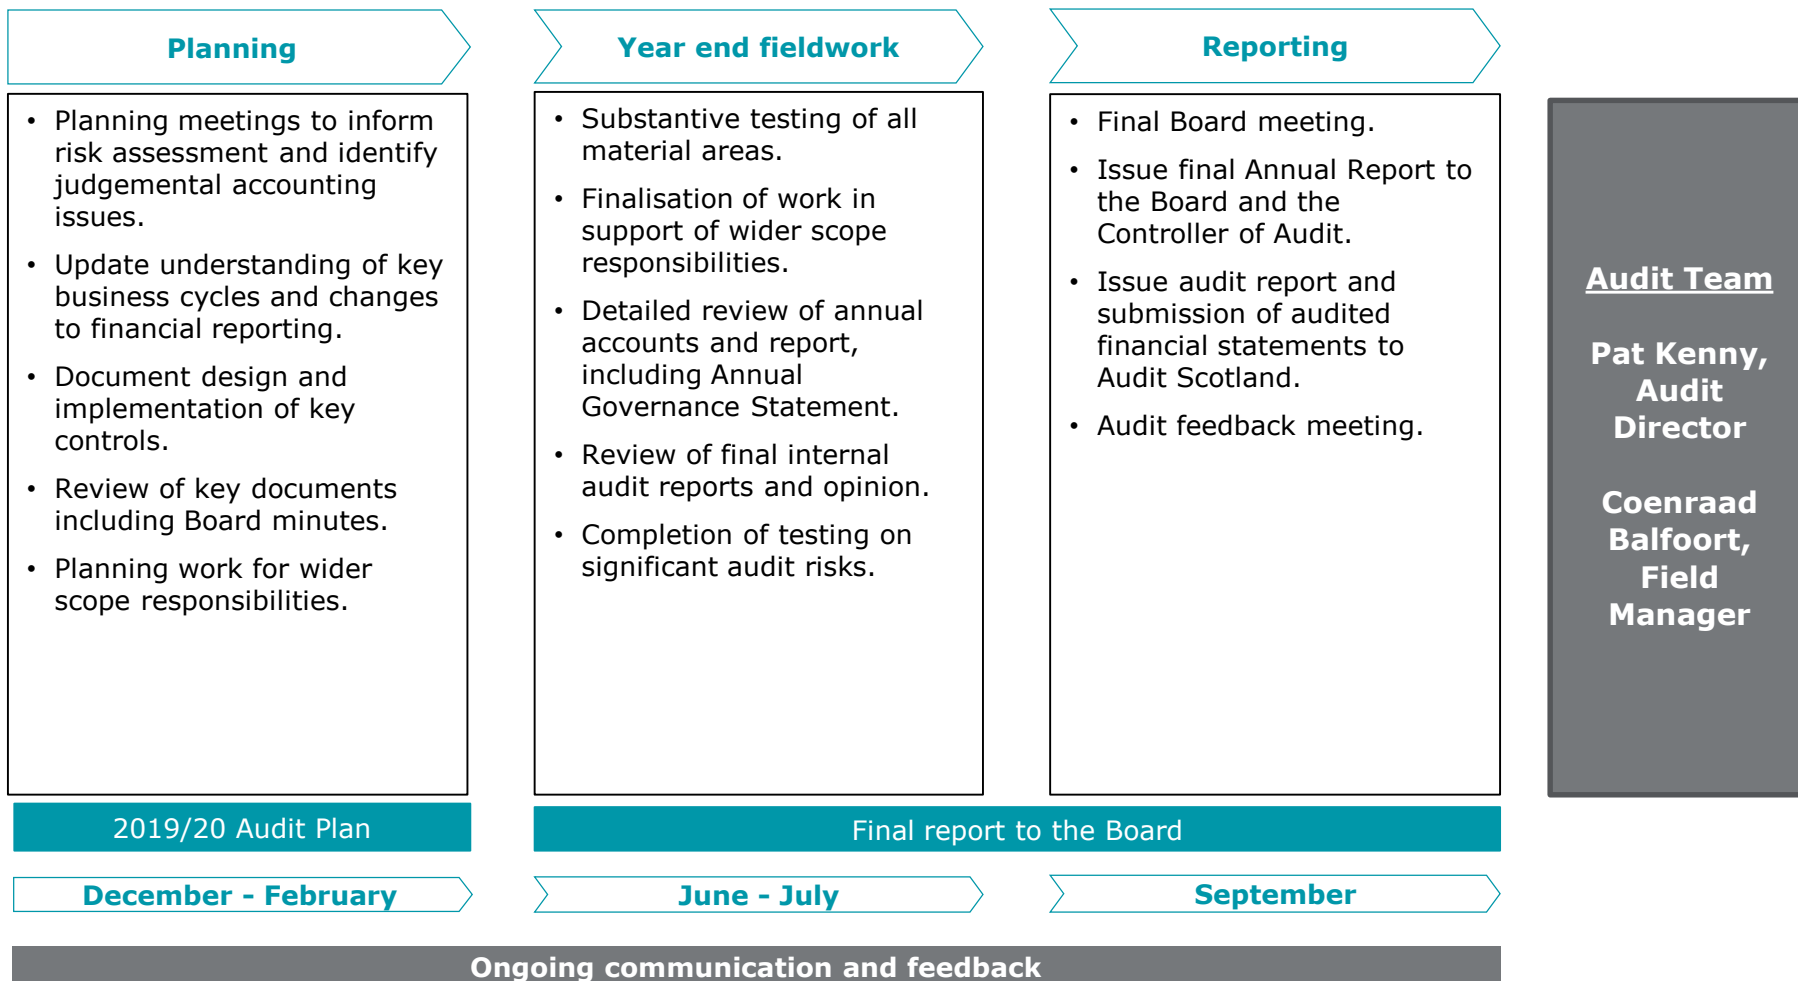 Planning
• Planning meetings to inform
risk assessment and identify
judgemental accounting
issues.
• Update understanding of key
business cycles and changes
to financial reporting.
• Document design and
implementation of key
controls.
• Review of key documents
including Board minutes.
• Planning work for wider
scope responsibilities.
2019/20 Audit Plan
December - February
Year end fieldwork
• Substantive testing of all
material areas.
• Finalisation of work in
support of wider scope
responsibilities.
• Detailed review of annual
accounts and report,
including Annual
Governance Statement.
• Review of final internal
audit reports and opinion.
• Completion of testing on
significant audit risks.
June - July
Reporting
• Final Board meeting.
• Issue final Annual Report to
the Board and the
Controller of Audit.
• Issue audit report and
submission of audited
financial statements to
Audit Scotland.
• Audit feedback meeting.
Final report to the Board
September
Ongoing communication and feedback
Audit Team
Pat Kenny,
Audit
Director
Coenraad
Balfoort,
Field
Manager